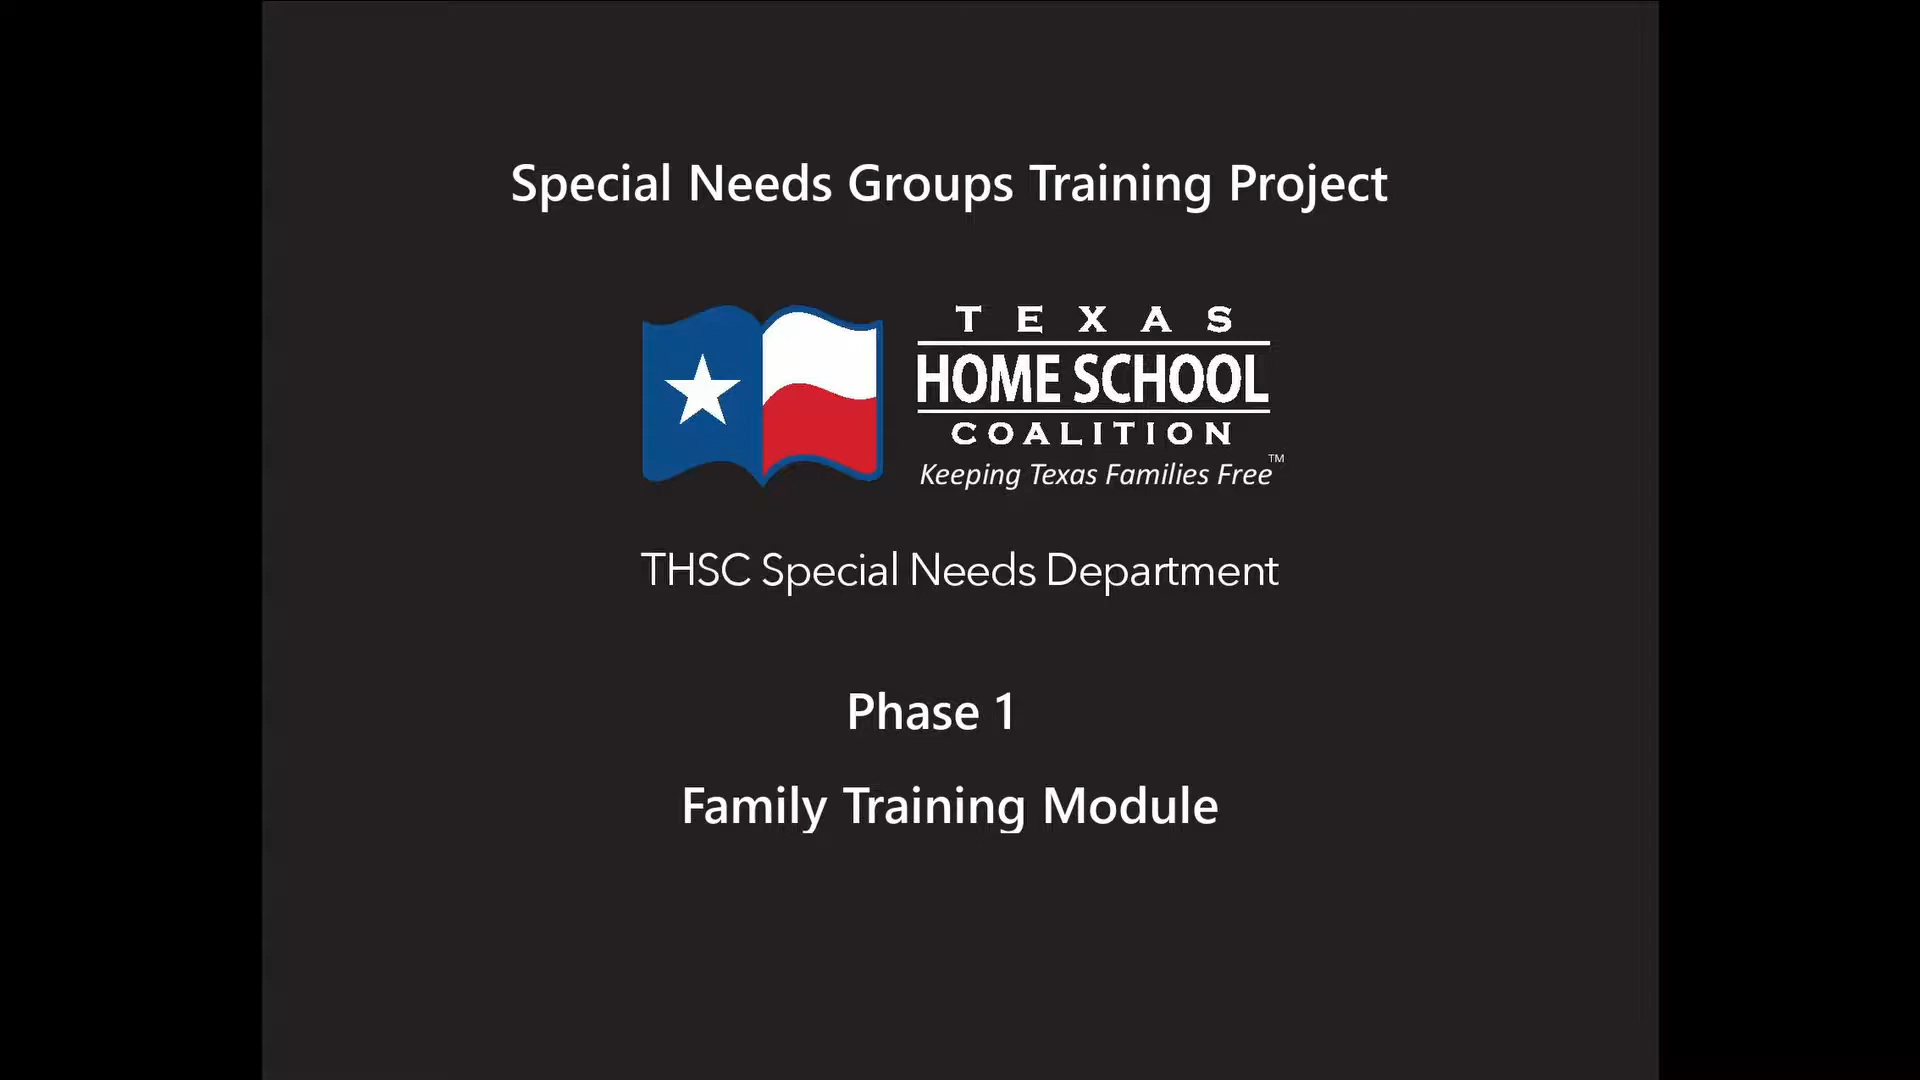 Special Needs Groups Training Project
TEXAS
HOME SCHOOL
COALITION
Keeping Texas Families Free™
THSC Special Needs Department
Phase 1
Family Training Module